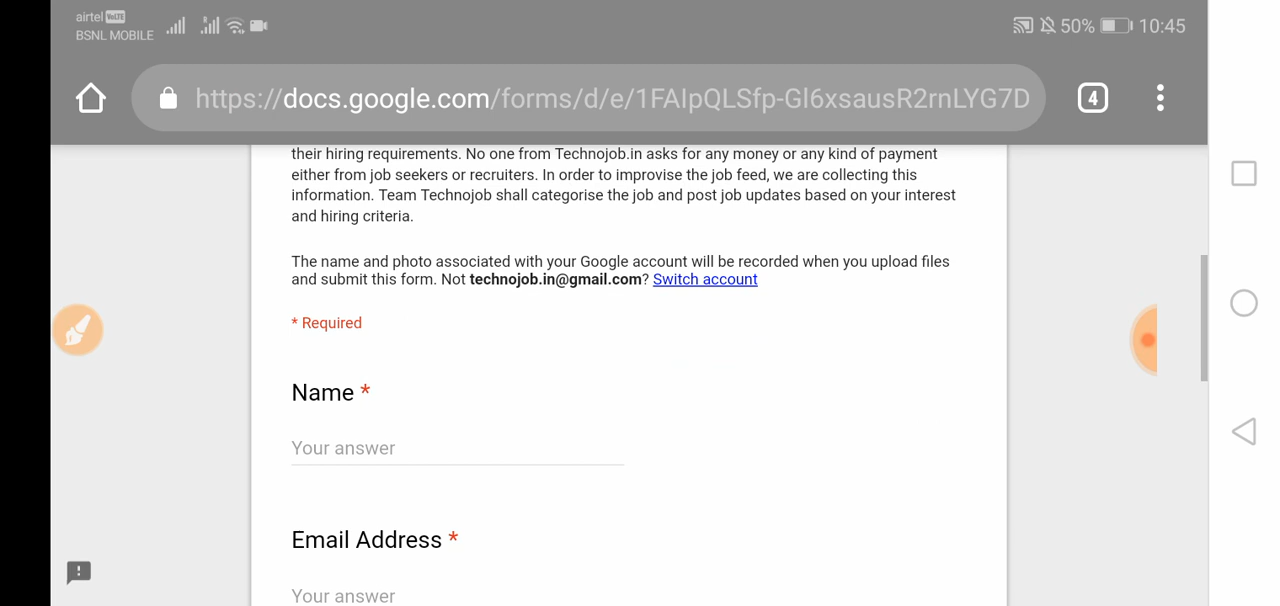 airtel VoLTE
BSNL MOBILE
50% 10:45
https://docs.google.com/forms/d/e/1FAIpQLSfp-Gl6xsausR2rnLYG7D
4
their hiring requirements. No one from Technojob.in asks for any money or any kind of payment
either from job seekers or recruiters. In order to improvise the job feed, we are collecting this
information. Team Technojob shall categorise the job and post job updates based on your interest
and hiring criteria.
The name and photo associated with your Google account will be recorded when you upload files
and submit this form. Not technojob.in@gmail.com? Switch account
* Required
Name *
Your answer
Email Address *
Your answer